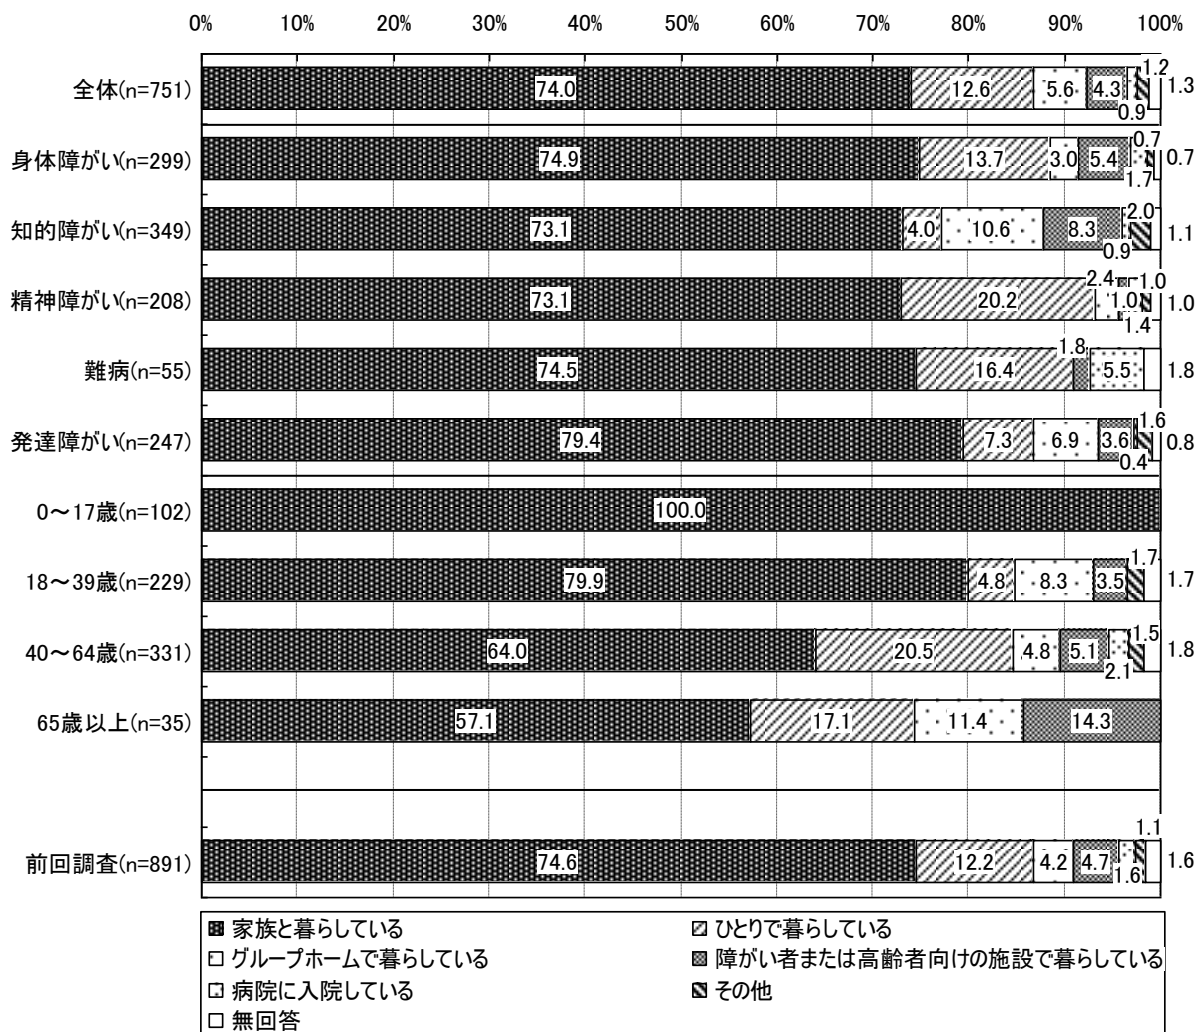 0% 10% 20% 30% 40% 50% 60% 70% 80% 90% 100%
全体(n=751) 74.0 12.6 5.6 4.3 0.9 1.2 1.3
身体障がい(n=299) 74.9 13.7 3.0 5.4 1.7 0.7 0.7
知的障がい(n=349) 73.1 4.0 10.6 8.3 0.9 2.0 1.1
精神障がい(n=208) 73.1 20.2 2.4 1.0 1.4 1.0 1.0
難病(n=55) 74.5 16.4 1.8 5.5 1.8
発達障がい(n=247) 79.4 7.3 6.9 3.6 0.4 1.6 0.8
0～17歳(n=102) 100.0
18～39歳(n=229) 79.9 4.8 8.3 3.5 1.7 1.7
40～64歳(n=331) 64.0 20.5 4.8 5.1 2.1 1.5 1.8
65歳以上(n=35) 57.1 17.1 11.4 14.3
前回調査(n=891) 74.6 12.2 4.2 4.7 1.6 1.1 1.6
家族と暮らしている ひとりで暮らしている
グループホームで暮らしている 障がい者または高齢者向けの施設で暮らしている
病院に入院している その他
無回答